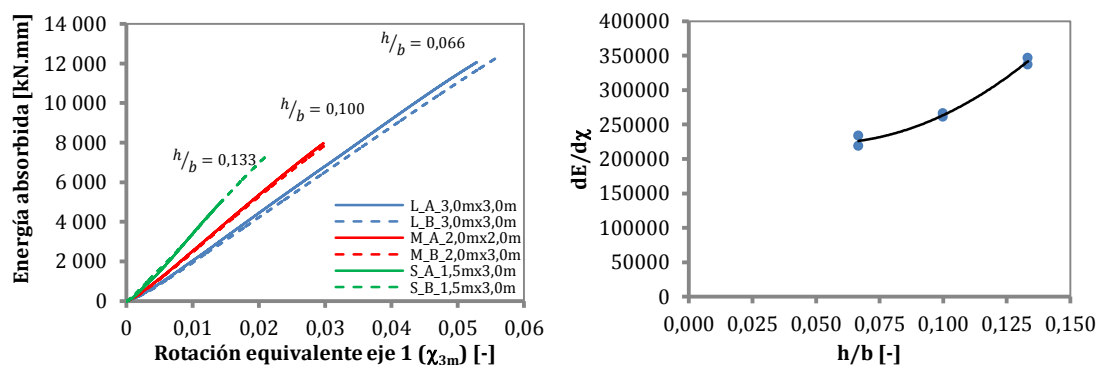 Energía absorbida [kN.mm]
14 000
12 000
10 000
8 000
6 000
4 000
2 000
0
h/b = 0,066
h/b = 0,100
h/b = 0,133
L_A_3,0mx3,0m
L_B_3,0mx3,0m
M_A_2,0mx2,0m
M_B_2,0mx3,0m
S_A_1,5mx3,0m
S_B_1,5mx3,0m
0 0,01 0,02 0,03 0,04 0,05 0,06
Rotación equivalente eje 1 (χ3m) [-]
dE/dχ
400000
350000
300000
250000
200000
150000
100000
50000
0
0,000 0,025 0,050 0,075 0,100 0,125 0,150
h/b [-]